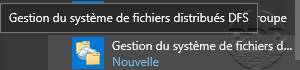 Gestion du système de fichiers distribués DFS roupe
Gestion du système de fichiers d...
Nouvelle